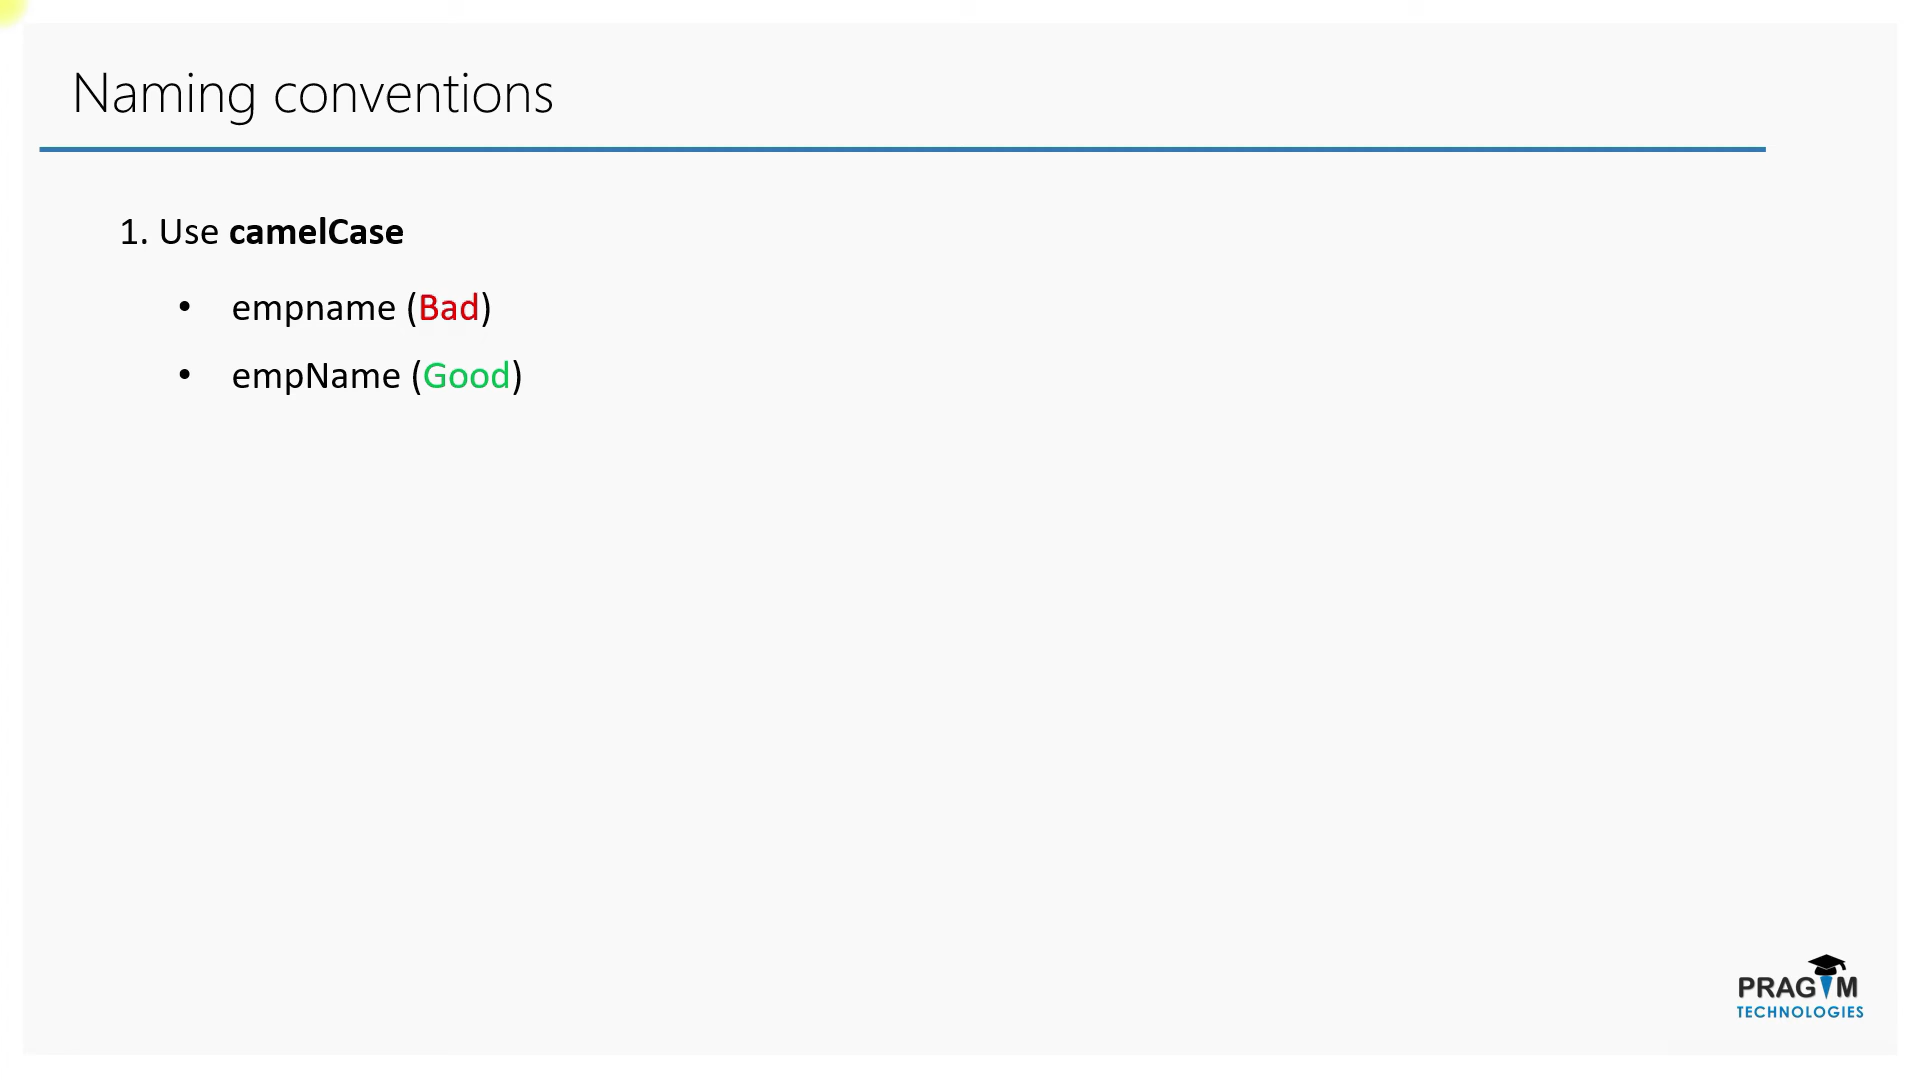 Naming conventions
1. Use camelCase
• empname (Bad)
• empName (Good)
PRAGIM
TECHNOLOGIES